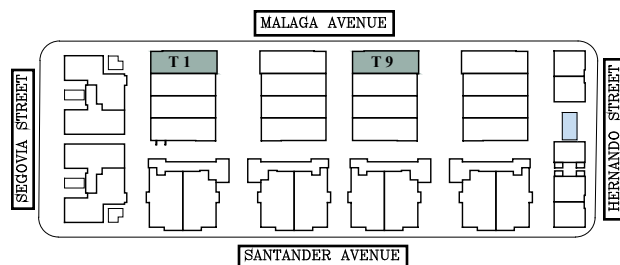 MALAGA AVENUE
T 1
T 9
SEGOVIA STREET
HERNANDO STREET
SANTANDER AVENUE